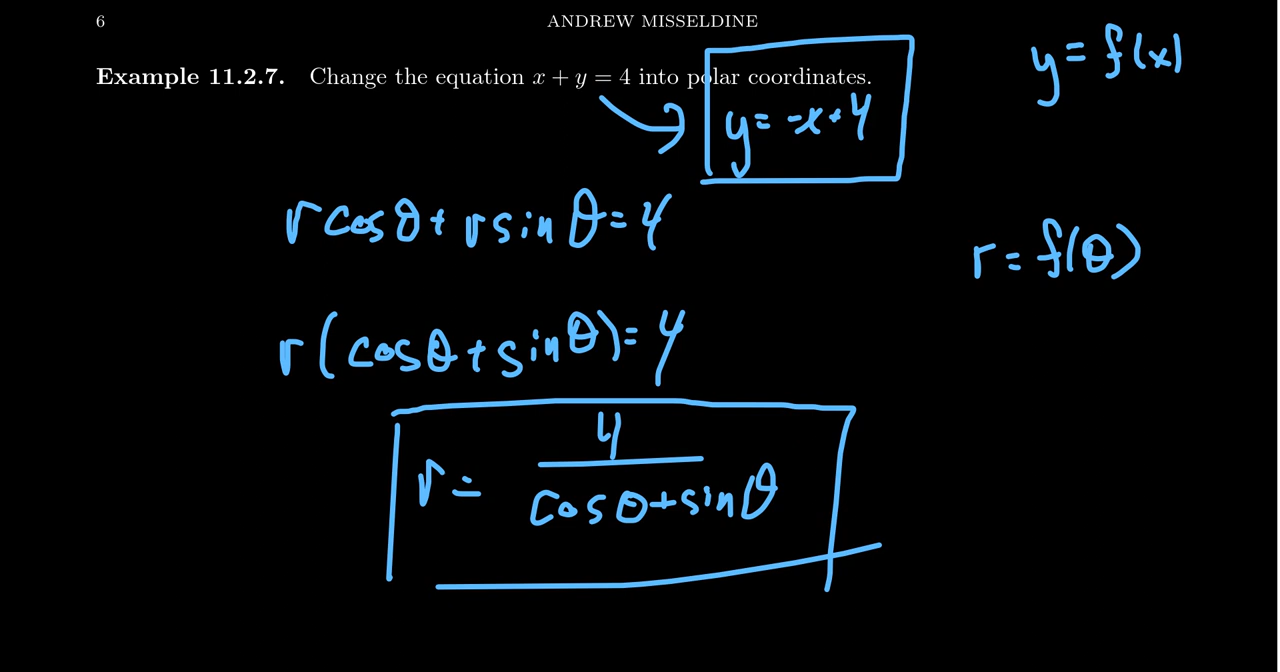 6 ANDREW MISSELDINE
Example 11.2.7. Change the equation x + y = 4 into polar coordinates.
y = f(x)
y = -x + 4
r cos θ + r sin θ = 4
r = f(θ)
r(cos θ + sin θ) = 4
r = 4 / cos θ + sin θ